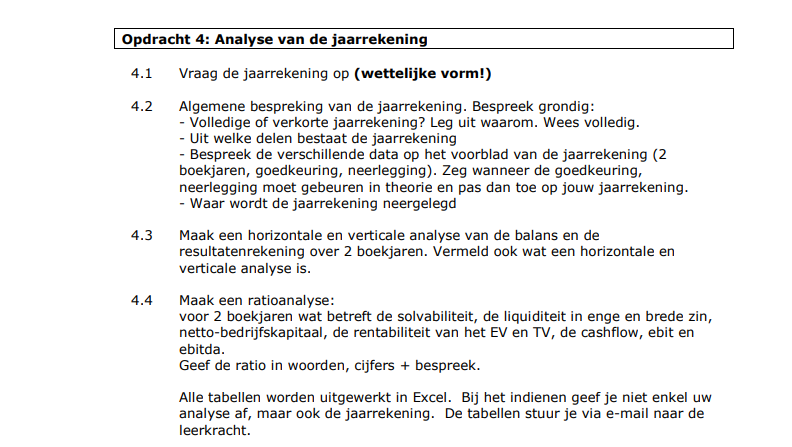 Opdracht 4: Analyse van de jaarrekening
4.1 Vraag de jaarrekening op (wettelijke vorm!)
4.2 Algemene bespreking van de jaarrekening. Bespreek grondig:
- Volledige of verkorte jaarrekening? Leg uit waarom. Wees volledig.
- Uit welke delen bestaat de jaarrekening
- Bespreek de verschillende data op het voorblad van de jaarrekening (2
boekjaren, goedkeuring, neerlegging). Zeg wanneer de goedkeuring,
neerlegging moet gebeuren in theorie en pas dan toe op jouw jaarrekening.
- Waar wordt de jaarrekening neergelegd
4.3 Maak een horizontale en verticale analyse van de balans en de
resultatenrekening over 2 boekjaren. Vermeld ook wat een horizontale en
verticale analyse is.
4.4 Maak een ratioanalyse:
voor 2 boekjaren wat betreft de solvabiliteit, de liquiditeit in enge en brede zin,
netto-bedrijfskapitaal, de rentabiliteit van het EV en TV, de cashflow, ebit en
ebitda.
Geef de ratio in woorden, cijfers + bespreek.
Alle tabellen worden uitgewerkt in Excel. Bij het indienen geef je niet enkel uw
analyse af, maar ook de jaarrekening. De tabellen stuur je via e-mail naar de
leerkracht.